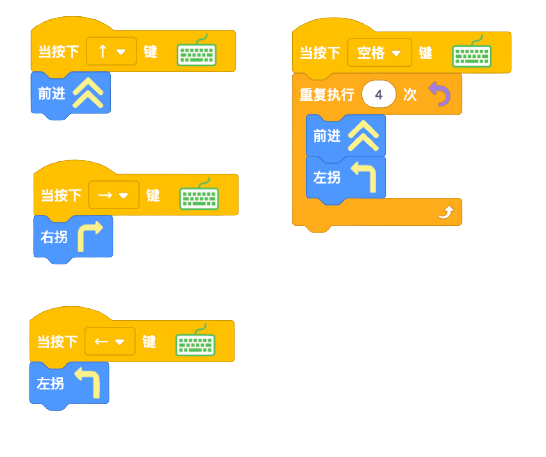 当按下 ↑ 键
前进
当按下 → 键
右拐
当按下 ← 键
左拐
当按下 空格 键
重复执行 4 次
前进
左拐